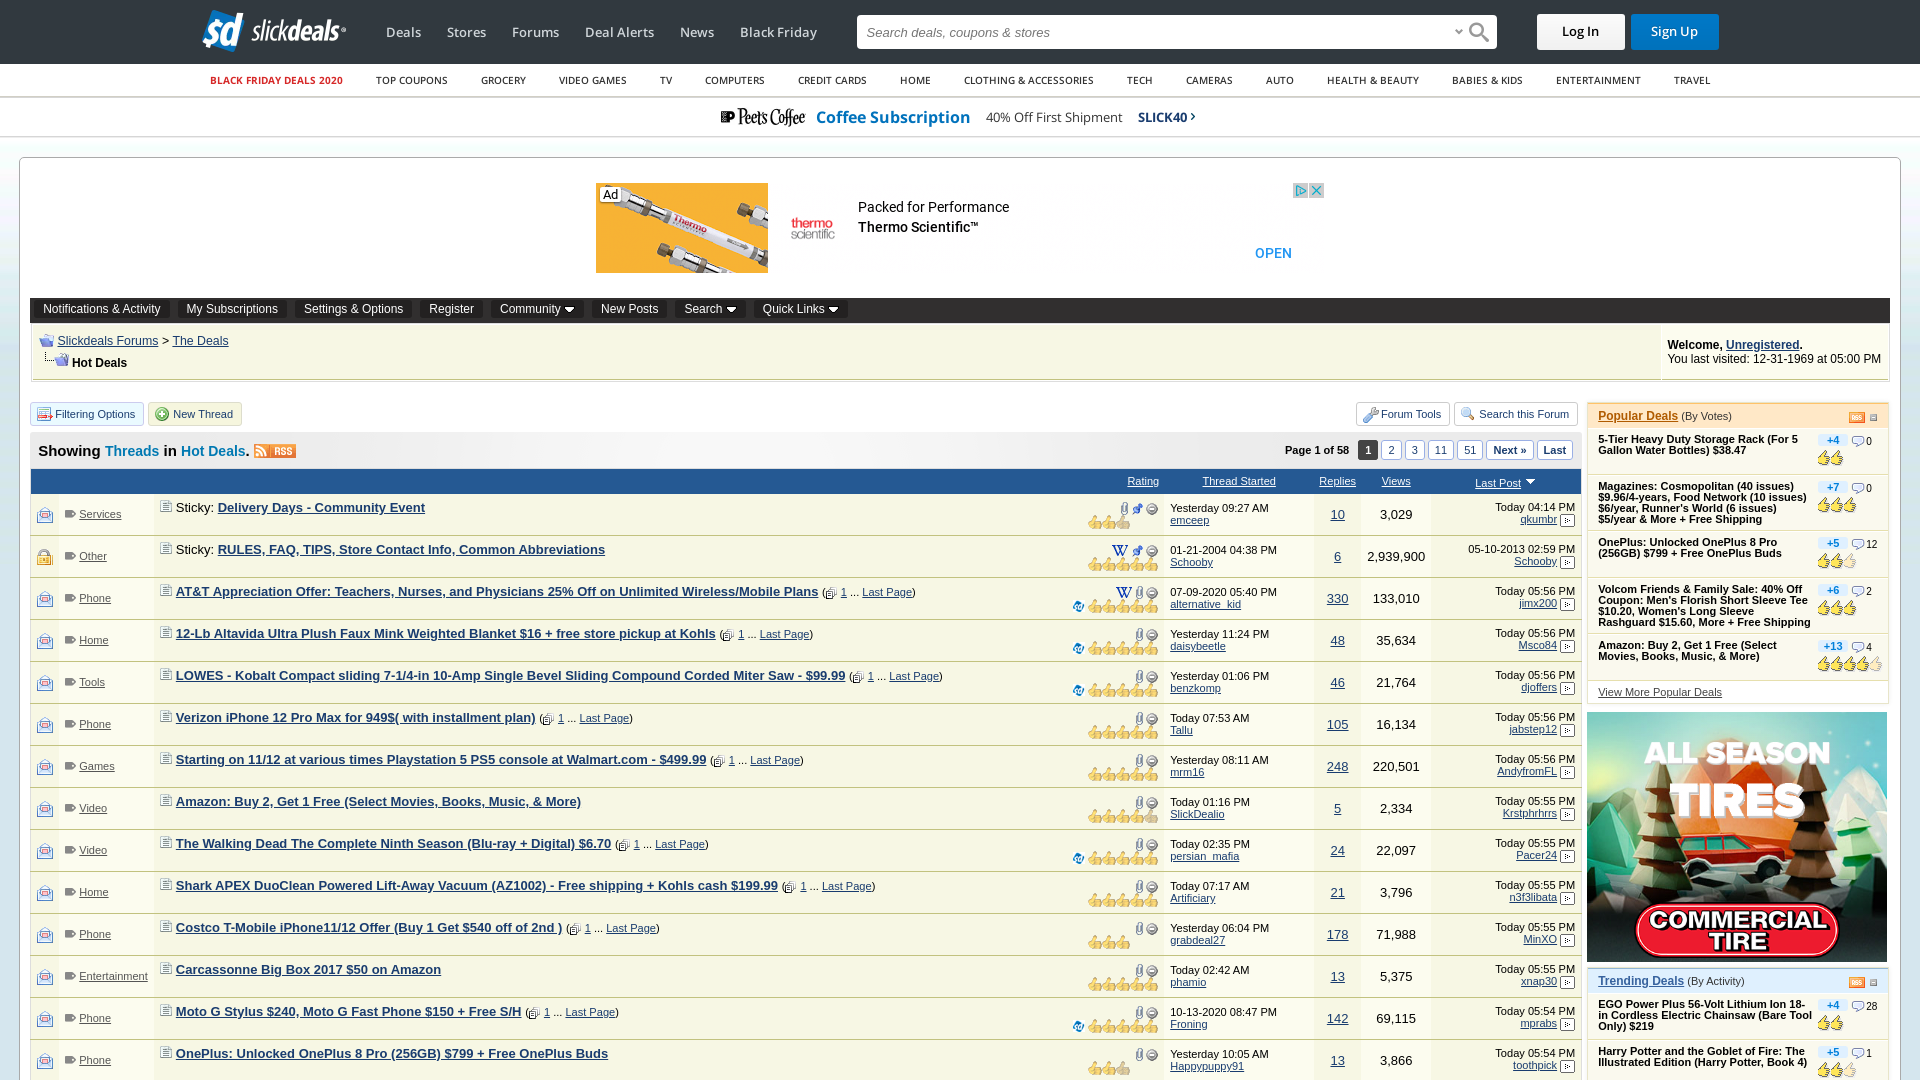 slickdeals
Deals
Stores
Forums
Deal Alerts
News
Black Friday
Search deals, coupons & stores
Log In
Sign Up
BLACK FRIDAY DEALS 2020
TOP COUPONS
GROCERY
VIDEO GAMES
TV
COMPUTERS
CREDIT CARDS
HOME
CLOTHING & ACCESSORIES
TECH
CAMERAS
AUTO
HEALTH & BEAUTY
BABIES & KIDS
ENTERTAINMENT
TRAVEL
Peet's Coffee
Coffee Subscription
40% Off First Shipment
SLICK40
Ad
thermo scientific
Packed for Performance
Thermo Scientific™
OPEN
Notifications & Activity
My Subscriptions
Settings & Options
Register
Community
New Posts
Search
Quick Links
Slickdeals Forums > The Deals
Hot Deals
Welcome, Unregistered.
You last visited: 12-31-1969 at 05:00 PM
Filtering Options
New Thread
Forum Tools
Search this Forum
Showing Threads in Hot Deals. RSS
Page 1 of 58 1 2 3 11 51 Next » Last
Rating Thread Started Replies Views Last Post
Services Sticky: Delivery Days - Community Event Yesterday 09:27 AM emceep 10 3,029 Today 04:14 PM qkumbr
Other Sticky: RULES, FAQ, TIPS, Store Contact Info, Common Abbreviations 01-21-2004 04:38 PM Schooby 6 2,939,900 05-10-2013 02:59 PM Schooby
Phone AT&T Appreciation Offer: Teachers, Nurses, and Physicians 25% Off on Unlimited Wireless/Mobile Plans ( 1 ... Last Page) 07-09-2020 05:40 PM alternative_kid 330 133,010 Today 05:56 PM jimx200
Home 12-Lb Altavida Ultra Plush Faux Mink Weighted Blanket $16 + free store pickup at Kohls ( 1 ... Last Page) Yesterday 11:24 PM daisybeetle 48 35,634 Today 05:56 PM Msco84
Tools LOWES - Kobalt Compact sliding 7-1/4-in 10-Amp Single Bevel Sliding Compound Corded Miter Saw - $99.99 ( 1 ... Last Page) Yesterday 01:06 PM benzkomp 46 21,764 Today 05:56 PM djoffers
Phone Verizon iPhone 12 Pro Max for 949$( with installment plan) ( 1 ... Last Page) Today 07:53 AM Tallu 105 16,134 Today 05:56 PM jabstep12
Games Starting on 11/12 at various times Playstation 5 PS5 console at Walmart.com - $499.99 ( 1 ... Last Page) Yesterday 08:11 AM mrm16 248 220,501 Today 05:56 PM AndyfromFL
Video Amazon: Buy 2, Get 1 Free (Select Movies, Books, Music, & More) Today 01:16 PM SlickDealio 5 2,334 Today 05:55 PM Krstphrhrrs
Video The Walking Dead The Complete Ninth Season (Blu-ray + Digital) $6.70 ( 1 ... Last Page) Today 02:35 PM persian_mafia 24 22,097 Today 05:55 PM Pacer24
Home Shark APEX DuoClean Powered Lift-Away Vacuum (AZ1002) - Free shipping + Kohls cash $199.99 ( 1 ... Last Page) Today 07:17 AM Artificiary 21 3,796 Today 05:55 PM n3f3libata
Phone Costco T-Mobile iPhone11/12 Offer (Buy 1 Get $540 off of 2nd ) ( 1 ... Last Page) Yesterday 06:04 PM grabdeal27 178 71,988 Today 05:55 PM MinXO
Entertainment Carcassonne Big Box 2017 $50 on Amazon Today 02:42 AM phamio 13 5,375 Today 05:55 PM xnap30
Phone Moto G Stylus $240, Moto G Fast Phone $150 + Free S/H ( 1 ... Last Page) 10-13-2020 08:47 PM Froning 142 69,115 Today 05:54 PM mprabs
Phone OnePlus: Unlocked OnePlus 8 Pro (256GB) $799 + Free OnePlus Buds Yesterday 10:05 AM Happypuppy91 13 3,866 Today 05:54 PM toothpick
Popular Deals (By Votes)
5-Tier Heavy Duty Storage Rack (For 5 +4 0
Gallon Water Bottles) $38.47
Magazines: Cosmopolitan (40 issues) +7 0
$9.96/4-years, Food Network (10 issues)
$6/year, Runner's World (6 issues)
$5/year & More + Free Shipping
OnePlus: Unlocked OnePlus 8 Pro +5 12
(256GB) $799 + Free OnePlus Buds
Volcom Friends & Family Sale: 40% Off +6 2
Coupon: Men's Florish Short Sleeve Tee
$10.20, Women's Long Sleeve
Rashguard $15.60, More + Free Shipping
Amazon: Buy 2, Get 1 Free (Select +13 4
Movies, Books, Music, & More)
View More Popular Deals
ALL SEASON
TIRES
COMMERCIAL
TIRE
Trending Deals (By Activity)
EGO Power Plus 56-Volt Lithium Ion 18- +4 28
in Cordless Electric Chainsaw (Bare Tool
Only) $219
Harry Potter and the Goblet of Fire: The +5 1
Illustrated Edition (Harry Potter, Book 4)